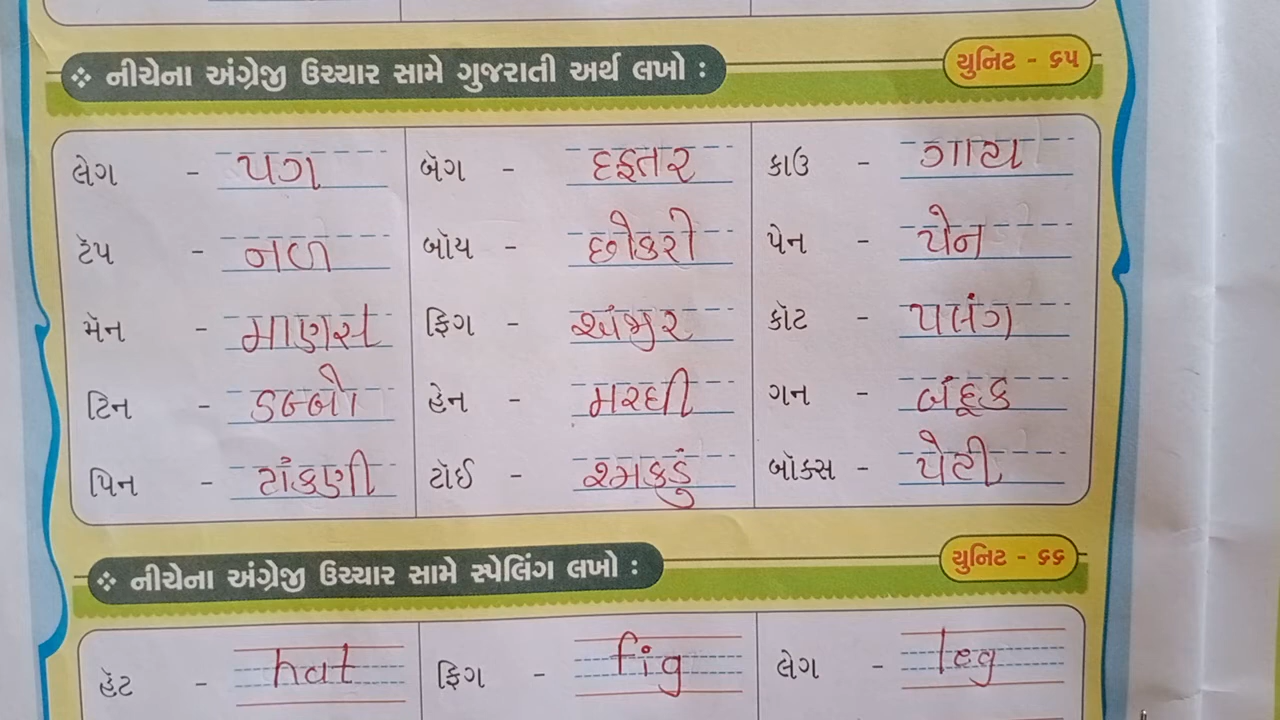 ❖ નીચેના અંગ્રેજી ઉચ્ચાર સામે ગુજરાતી અર્થ લખો : યુનિટ - ૬૫
લેગ - પગ બૅગ - દફતર કાઉ - ગાય
ટૅપ - નળ બૉય - છોકરી પેન - પેન
મૅન - માણસ ફિગ - અંજીર કૉટ - પલંગ
ટિન - ડબ્બો હેન - મરઘી ગન - બંદૂક
પિન - ટાંકણી ટૉઈ - રમકડું બૉક્સ - પેટી
❖ નીચેના અંગ્રેજી ઉચ્ચાર સામે સ્પેલિંગ લખો : યુનિટ - ૬૬
હૅટ - hat ફિગ - fig લેગ - leg